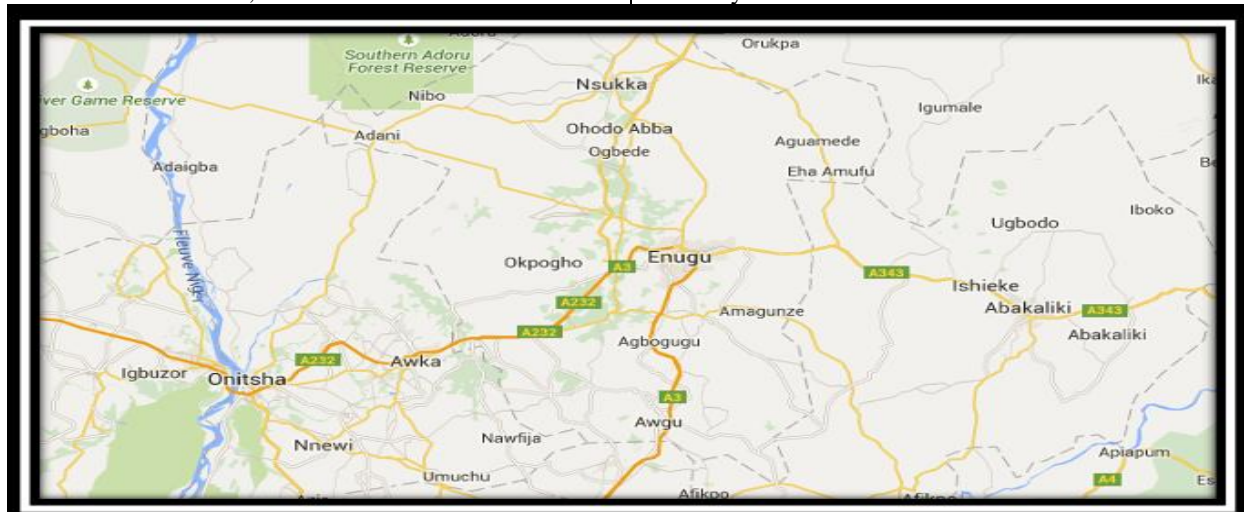 Orukpa
Southern Adoru
Forest Reserve
Nsukka
Nibo
ver Game Reserve
Igumale
gboha
Adani
Ohodo Abba
Aguamede
Ogbede
Adaigba
Eha Amufu
Iboko
Ugbodo
Enugu
Okpogho
A3
A343
Ishieke
A232
Abakaliki
A343
Amagunze
A232
Agbogugu
Abakaliki
A232
Awka
Igbuzor
Onitsha
A3
Awgu
Nnewi
Nawfija
Apiapum
Umuchu
A4
Es
Afikpo